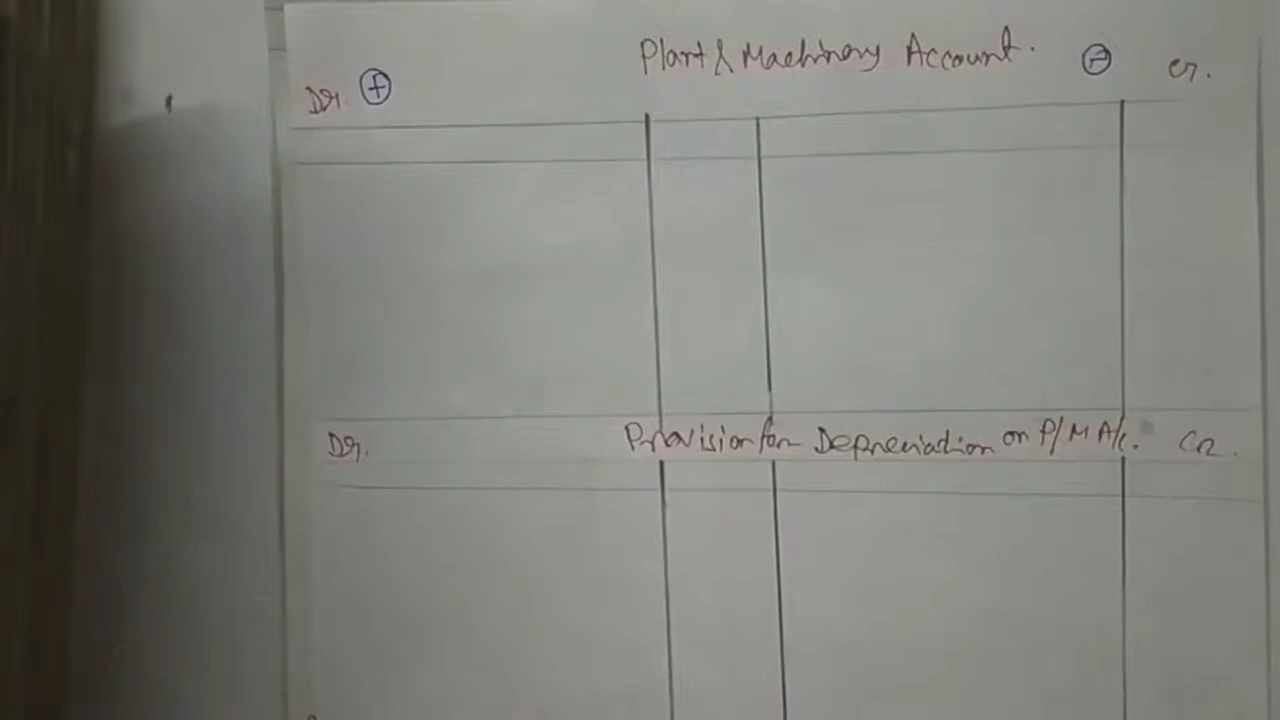 Plant & Machinery Account.
Dr. + - Cr.
Dr. Provision for Depreciation on P/M A/c. Cr.